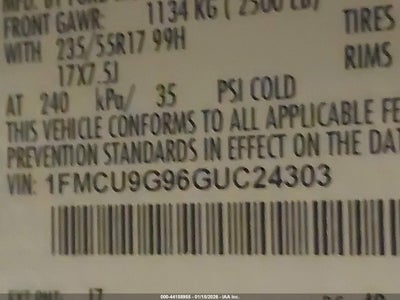 FRONT GAWR: 1134 KG ( 2500 LB) TIRES
WITH 235/55R17 99H RIMS
17X7.5J
AT 240 kPa/ 35 PSI COLD
THIS VEHICLE CONFORMS TO ALL APPLICABLE FE
PREVENTION STANDARDS IN EFFECT ON THE DAT
VIN: 1FMCU9G96GUC24303
000-44158955 - 01/15/2026 - IAA Inc.